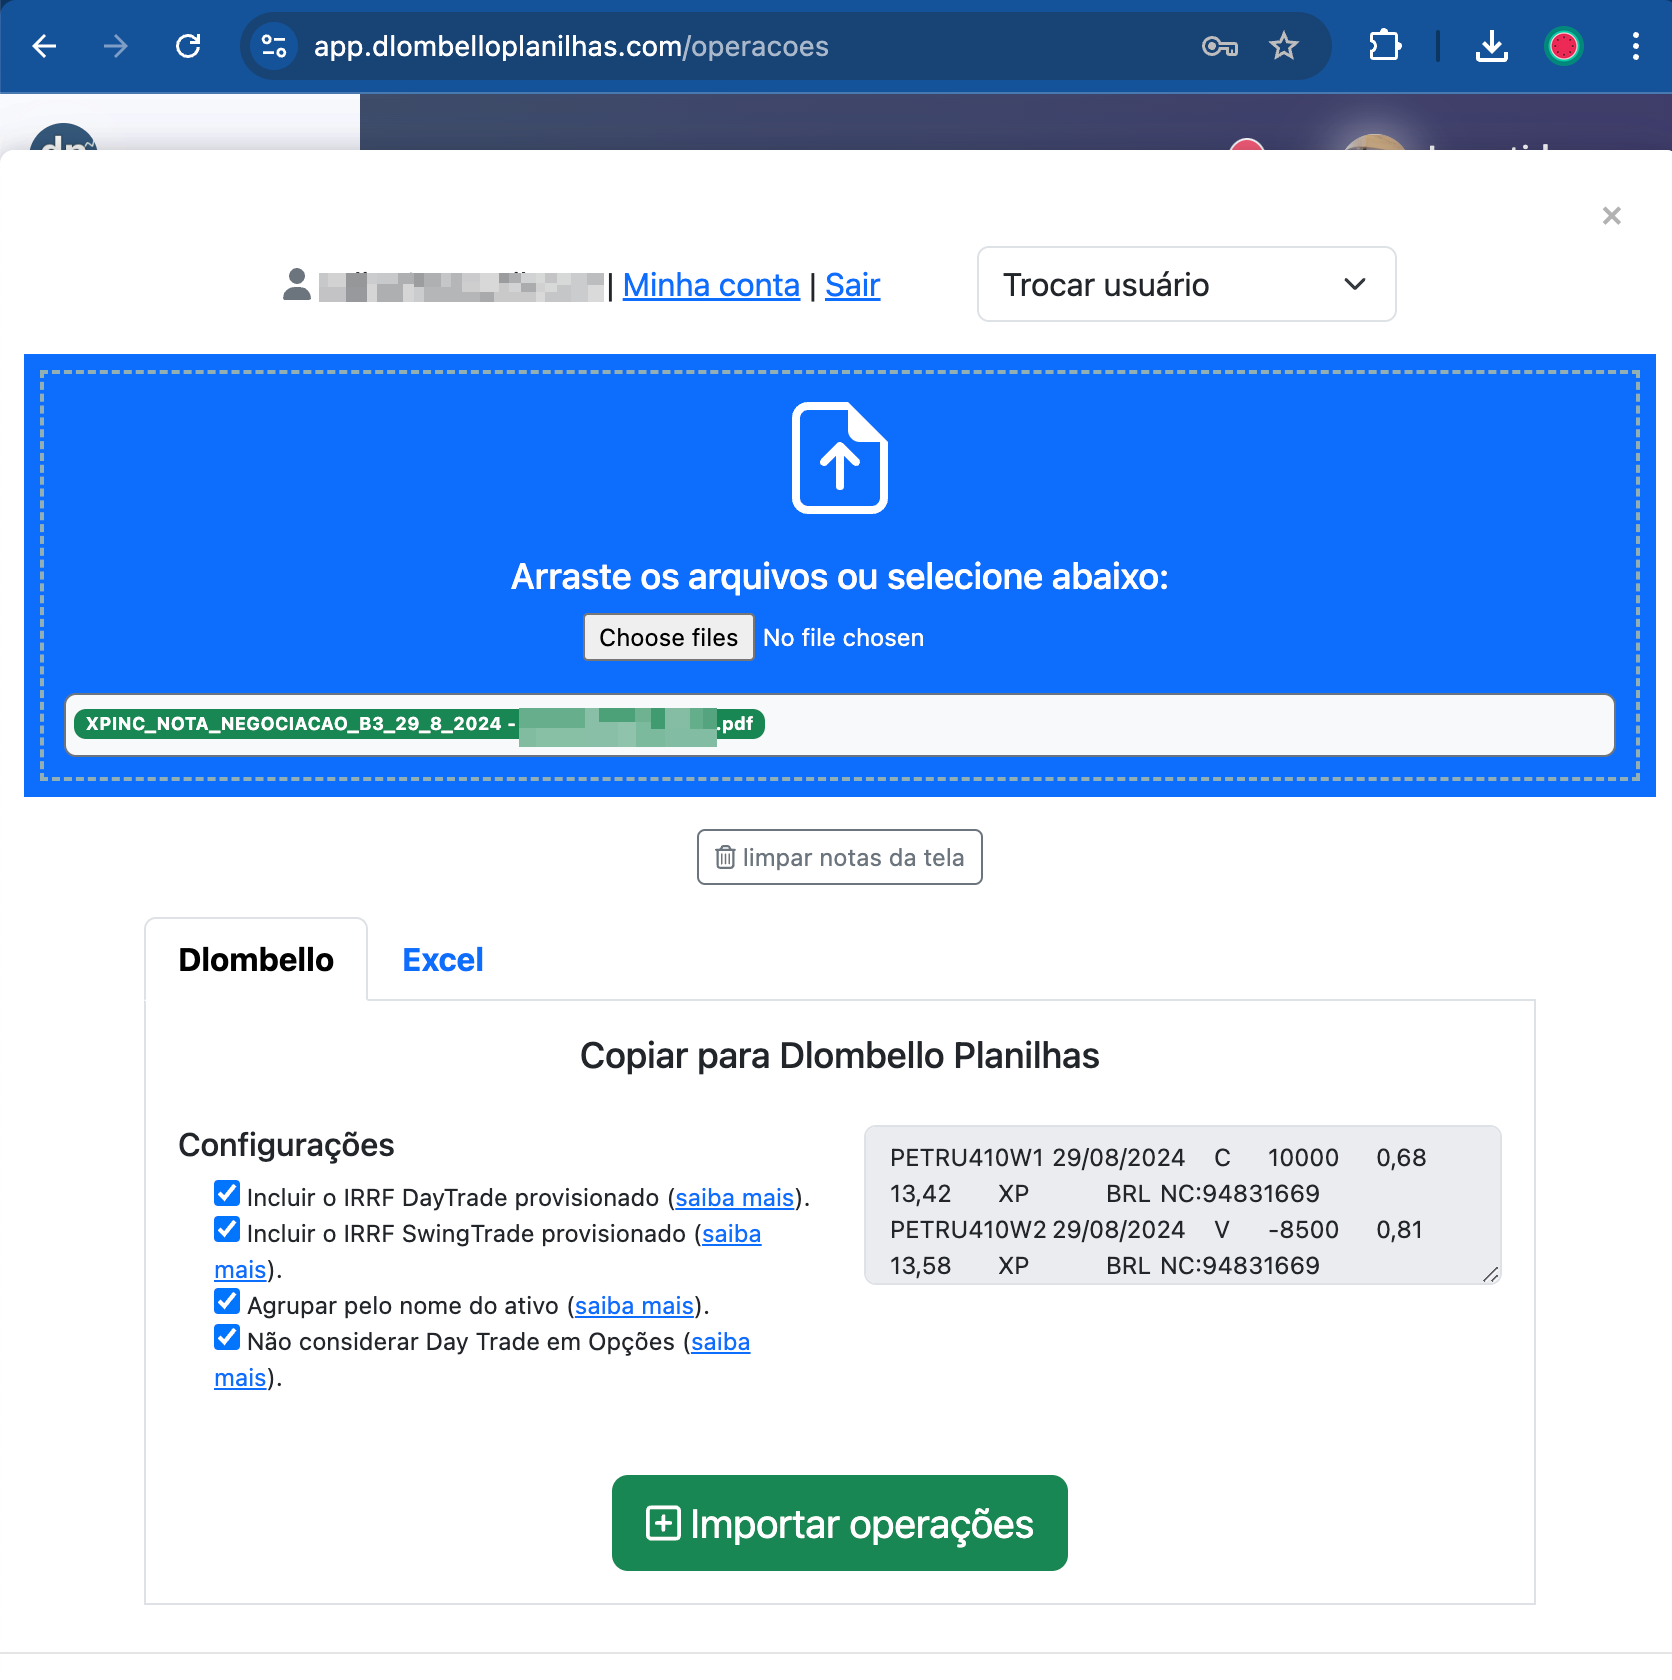 app.dlombelloplanilhas.com/operacoes
| Minha conta | Sair
Trocar usuário
Arraste os arquivos ou selecione abaixo:
Choose files No file chosen
XPINC_NOTA_NEGOCIACAO_B3_29_8_2024 - .pdf
limpar notas da tela
Dlombello
Excel
Copiar para Dlombello Planilhas
Configurações
Incluir o IRRF DayTrade provisionado (saiba mais).
Incluir o IRRF SwingTrade provisionado (saiba
mais).
Agrupar pelo nome do ativo (saiba mais).
Não considerar Day Trade em Opções (saiba
mais).
PETRU410W1 29/08/2024 C 10000 0,68
13,42 XP BRL NC:94831669
PETRU410W2 29/08/2024 V -8500 0,81
13,58 XP BRL NC:94831669
Importar operações